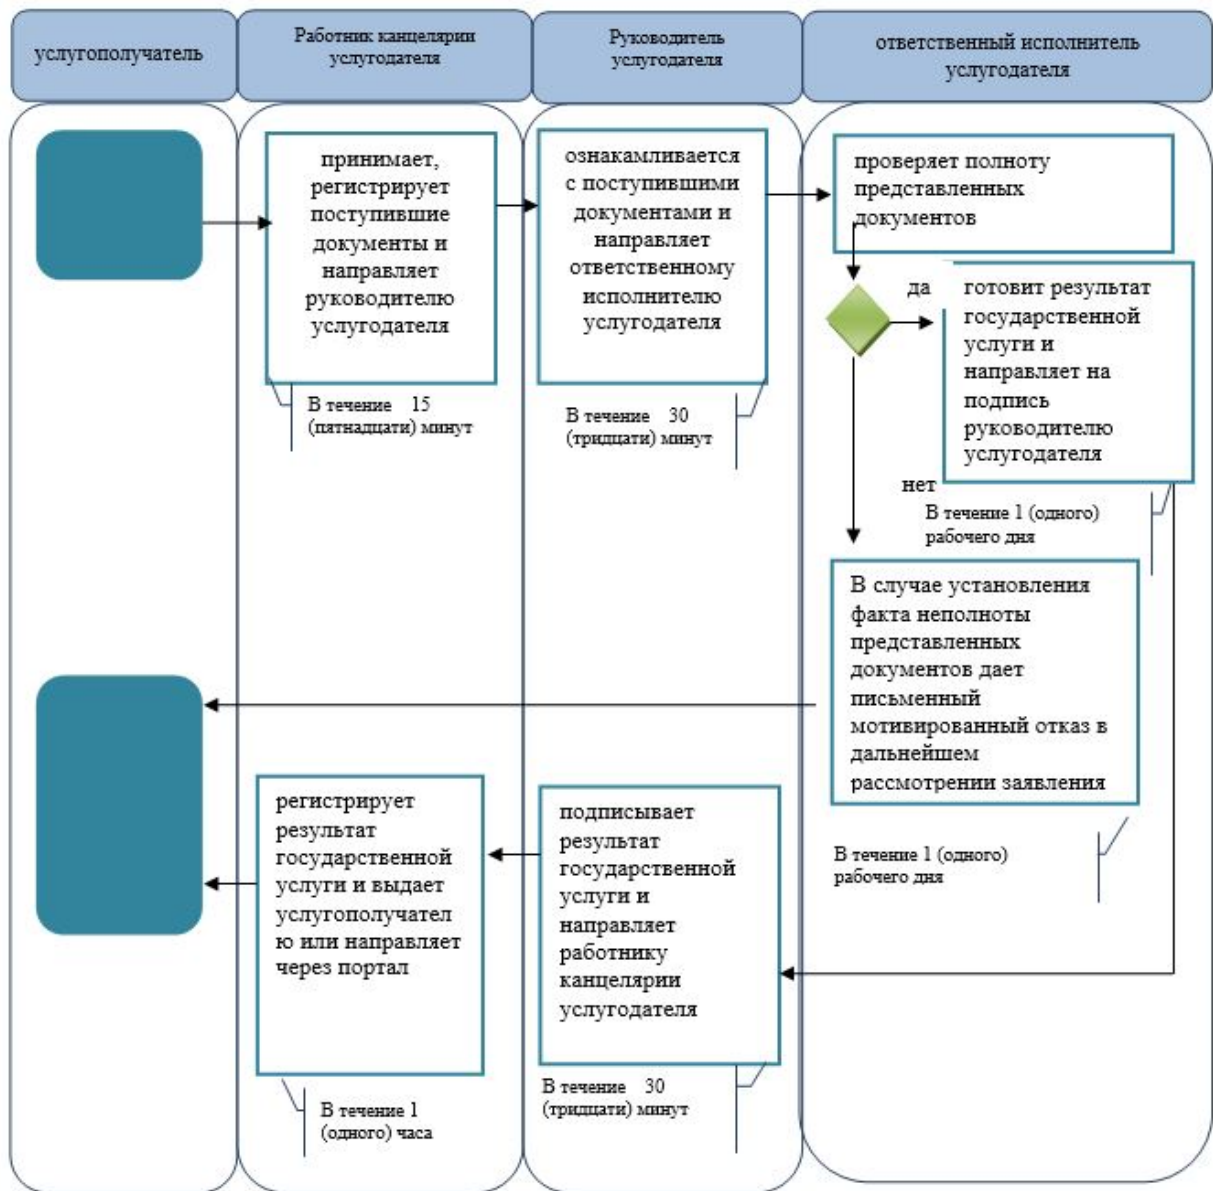 услугополучатель
Работник канцелярии
услугодателя
Руководитель
услугодателя
ответственный исполнитель
услугодателя
принимает,
регистрирует
поступившие
документы и
направляет
руководителю
услугодателя
В течение 15
(пятнадцати) минут
ознакамливается
с поступившими
документами и
направляет
ответственному
исполнителю
услугодателя
В течение 30
(тридцати) минут
проверяет полноту
представленных
документов
да
готовит результат
государственной
услуги и
направляет на
подпись
руководителю
услугодателя
нет
В течение 1 (одного)
рабочего дня
В случае установления
факта неполноты
представленных
документов дает
письменный
мотивированный отказ в
дальнейшем
рассмотрении заявления
В течение 1 (одного)
рабочего дня
подписывает
результат
государственной
услуги и
направляет
работнику
канцелярии
услугодателя
В течение 30
(тридцати) минут
регистрирует
результат
государственной
услуги и выдает
услугополучател
ю или направляет
через портал
В течение 1
(одного) часа